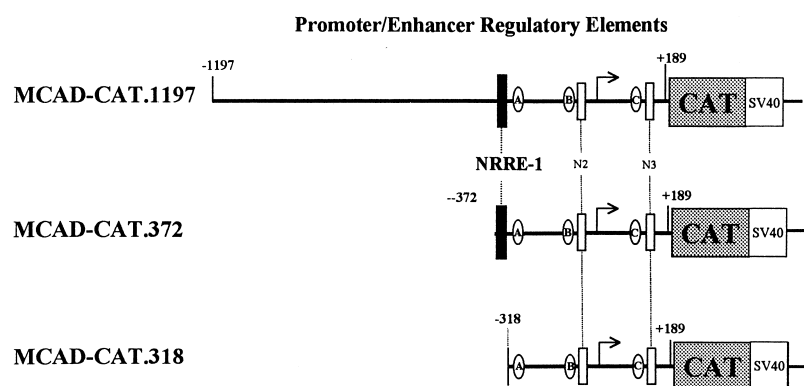 Promoter/Enhancer Regulatory Elements
-1197
+189
MCAD-CAT.1197
A
B
C
CAT
SV40
NRRE-1
N2
N3
--372
+189
MCAD-CAT.372
A
B
C
CAT
SV40
-318
+189
MCAD-CAT.318
A
B
C
CAT
SV40